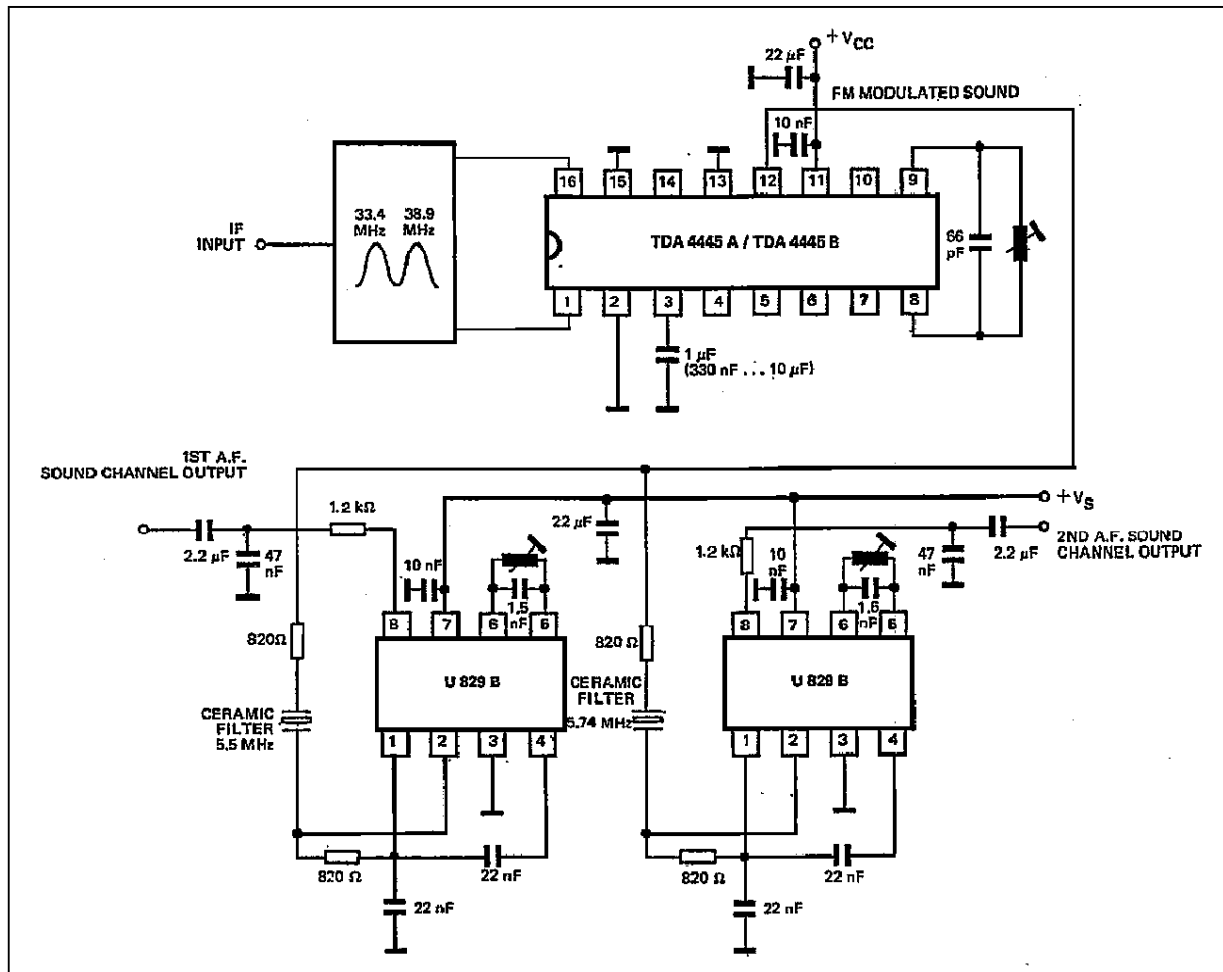 + VCC
22 µF
FM MODULATED SOUND
10 nF
16 15 14 13 12 11 10 9
33.4 MHz
38.9 MHz
IF INPUT
TDA 4445 A / TDA 4445 B
66 pF
1 2 3 4 5 6 7 8
1 µF
(330 nF ... 10 µF)
1ST A.F.
SOUND CHANNEL OUTPUT
1.2 kΩ
2.2 µF
47 nF
10 nF
22 µF
1.5 nF
+VS
2ND A.F. SOUND
CHANNEL OUTPUT
1.2 kΩ
10 nF
1.6 nF
47 nF
2.2 µF
820Ω
8 7 6 5
U 829 B
820 Ω
8 7 6 5
U 829 B
CERAMIC
FILTER
5.5 MHz
CERAMIC
FILTER
5.74 MHz
1 2 3 4
1 2 3 4
820 Ω
22 nF
22 nF
820 Ω
22 nF
22 nF